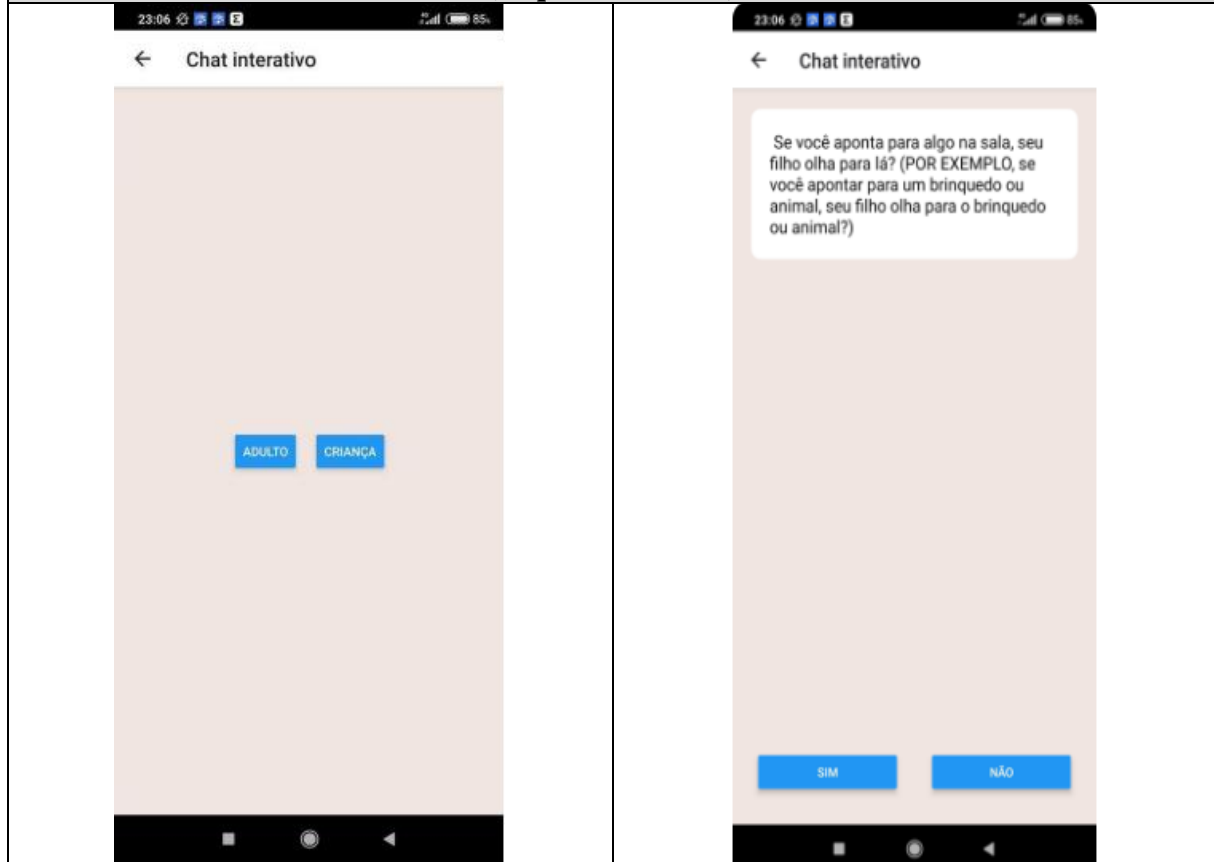 23:06
85
Chat interativo
ADULTO
CRIANÇA
23:06
85
Chat interativo
Se você aponta para algo na sala, seu
filho olha para lá? (POR EXEMPLO, se
você apontar para um brinquedo ou
animal, seu filho olha para o brinquedo
ou animal?)
SIM
NÃO